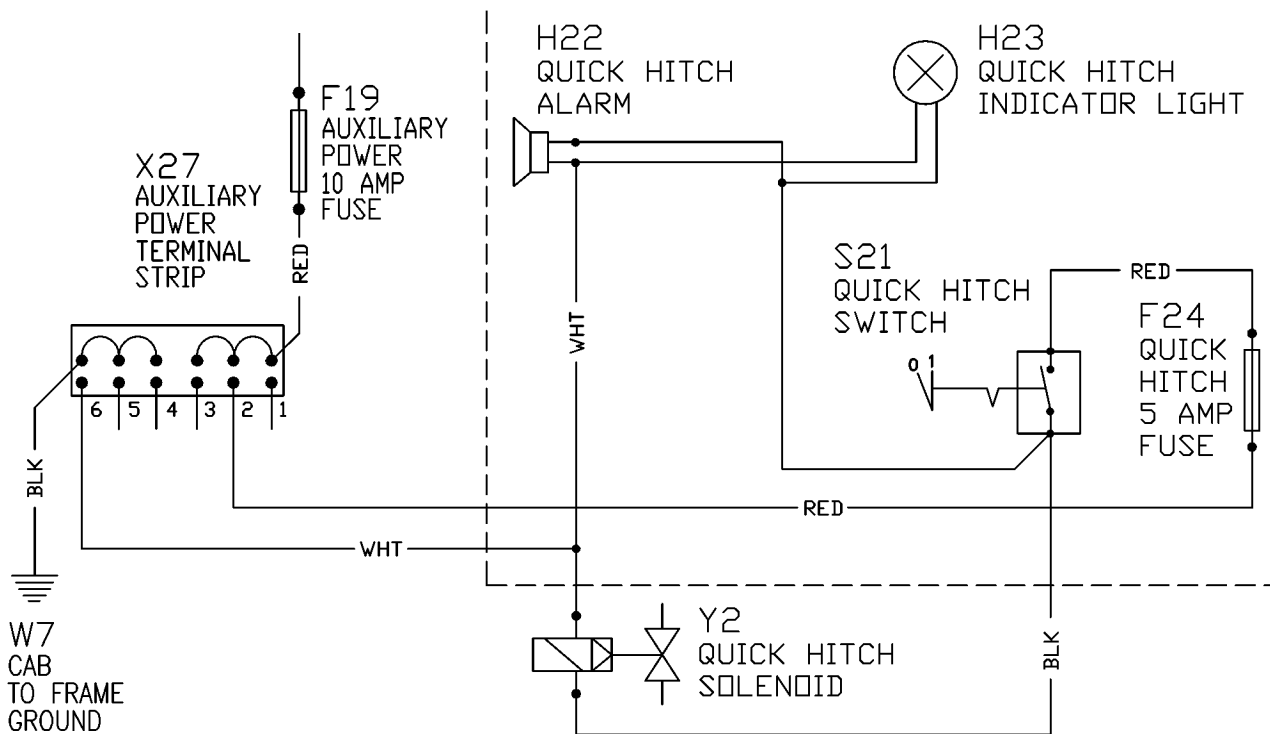 H22
QUICK HITCH
ALARM
H23
QUICK HITCH
INDICATOR LIGHT
F19
AUXILIARY
POWER
10 AMP
FUSE
X27
AUXILIARY
POWER
TERMINAL
STRIP
RED
WHT
S21
QUICK HITCH
SWITCH
0 1
RED
F24
QUICK
HITCH
5 AMP
FUSE
6 5 4 3 2 1
BLK
RED
WHT
W7
CAB
TO FRAME
GROUND
Y2
QUICK HITCH
SOLENOID
BLK